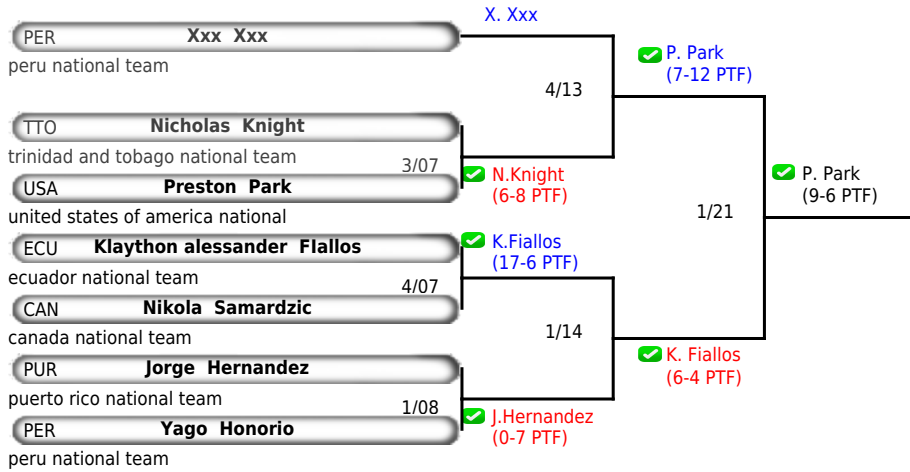 X. Xxx
PER Xxx Xxx
peru national team
P. Park
(7-12 PTF)
4/13
TTO Nicholas Knight
trinidad and tobago national team
3/07
N.Knight
(6-8 PTF)
P. Park
(9-6 PTF)
USA Preston Park
united states of america national
1/21
ECU Klaython alessander FIallos
K.Fiallos
(17-6 PTF)
ecuador national team
4/07
CAN Nikola Samardzic
canada national team
1/14
K. Fiallos
(6-4 PTF)
PUR Jorge Hernandez
puerto rico national team
1/08
J.Hernandez
(0-7 PTF)
PER Yago Honorio
peru national team